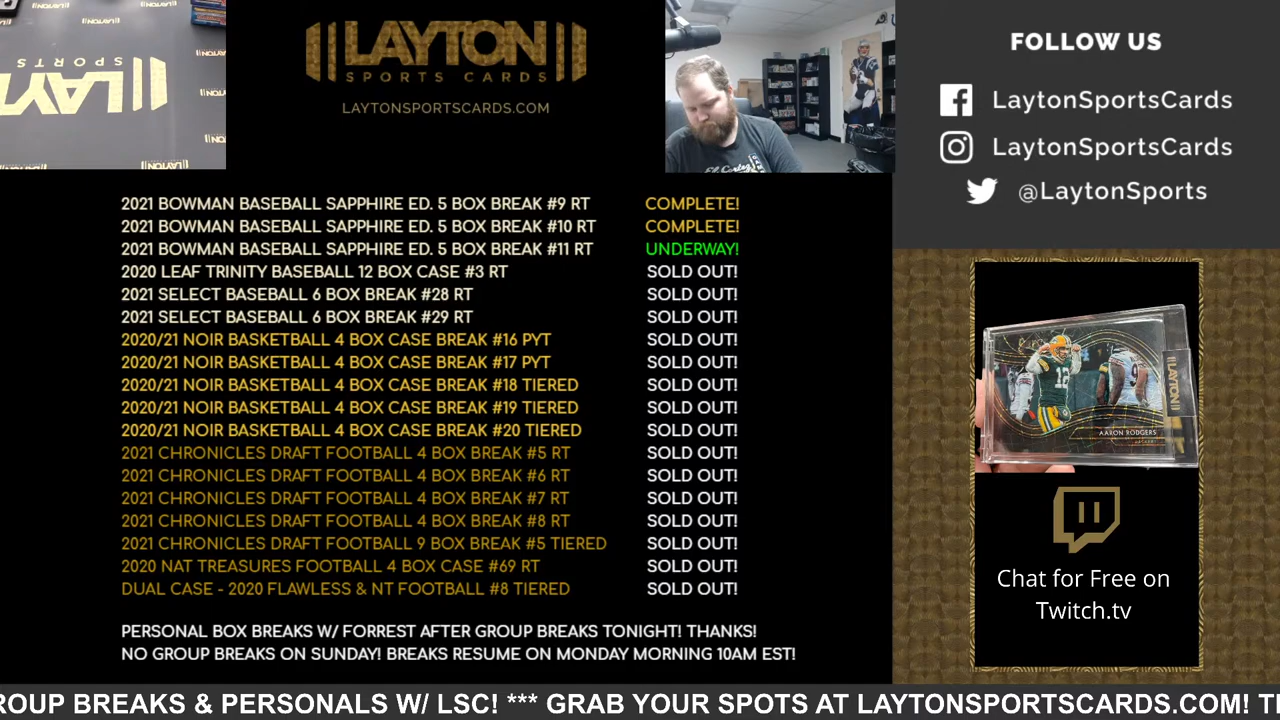 LAYTON
SPORTS CARDS
LAYTONSPORTSCARDS.COM
FOLLOW US
LaytonSportsCards
LaytonSportsCards
@LaytonSports
LAYTON
SPORTS
2021 BOWMAN BASEBALL SAPPHIRE ED. 5 BOX BREAK #9 RT COMPLETE!
2021 BOWMAN BASEBALL SAPPHIRE ED. 5 BOX BREAK #10 RT COMPLETE!
2021 BOWMAN BASEBALL SAPPHIRE ED. 5 BOX BREAK #11 RT UNDERWAY!
2020 LEAF TRINITY BASEBALL 12 BOX CASE #3 RT SOLD OUT!
2021 SELECT BASEBALL 6 BOX BREAK #28 RT SOLD OUT!
2021 SELECT BASEBALL 6 BOX BREAK #29 RT SOLD OUT!
2020/21 NOIR BASKETBALL 4 BOX CASE BREAK #16 PYT SOLD OUT!
2020/21 NOIR BASKETBALL 4 BOX CASE BREAK #17 PYT SOLD OUT!
2020/21 NOIR BASKETBALL 4 BOX CASE BREAK #18 TIERED SOLD OUT!
2020/21 NOIR BASKETBALL 4 BOX CASE BREAK #19 TIERED SOLD OUT!
2020/21 NOIR BASKETBALL 4 BOX CASE BREAK #20 TIERED SOLD OUT!
2021 CHRONICLES DRAFT FOOTBALL 4 BOX BREAK #5 RT SOLD OUT!
2021 CHRONICLES DRAFT FOOTBALL 4 BOX BREAK #6 RT SOLD OUT!
2021 CHRONICLES DRAFT FOOTBALL 4 BOX BREAK #7 RT SOLD OUT!
2021 CHRONICLES DRAFT FOOTBALL 4 BOX BREAK #8 RT SOLD OUT!
2021 CHRONICLES DRAFT FOOTBALL 9 BOX BREAK #5 TIERED SOLD OUT!
2020 NAT TREASURES FOOTBALL 4 BOX CASE #69 RT SOLD OUT!
DUAL CASE - 2020 FLAWLESS & NT FOOTBALL #8 TIERED SOLD OUT!
PERSONAL BOX BREAKS W/ FORREST AFTER GROUP BREAKS TONIGHT! THANKS!
NO GROUP BREAKS ON SUNDAY! BREAKS RESUME ON MONDAY MORNING 10AM EST!
AARON RODGERS
LAYTON
Chat for Free on
Twitch.tv
ROUP BREAKS & PERSONALS W/ LSC! *** GRAB YOUR SPOTS AT LAYTONSPORTSCARDS.COM!